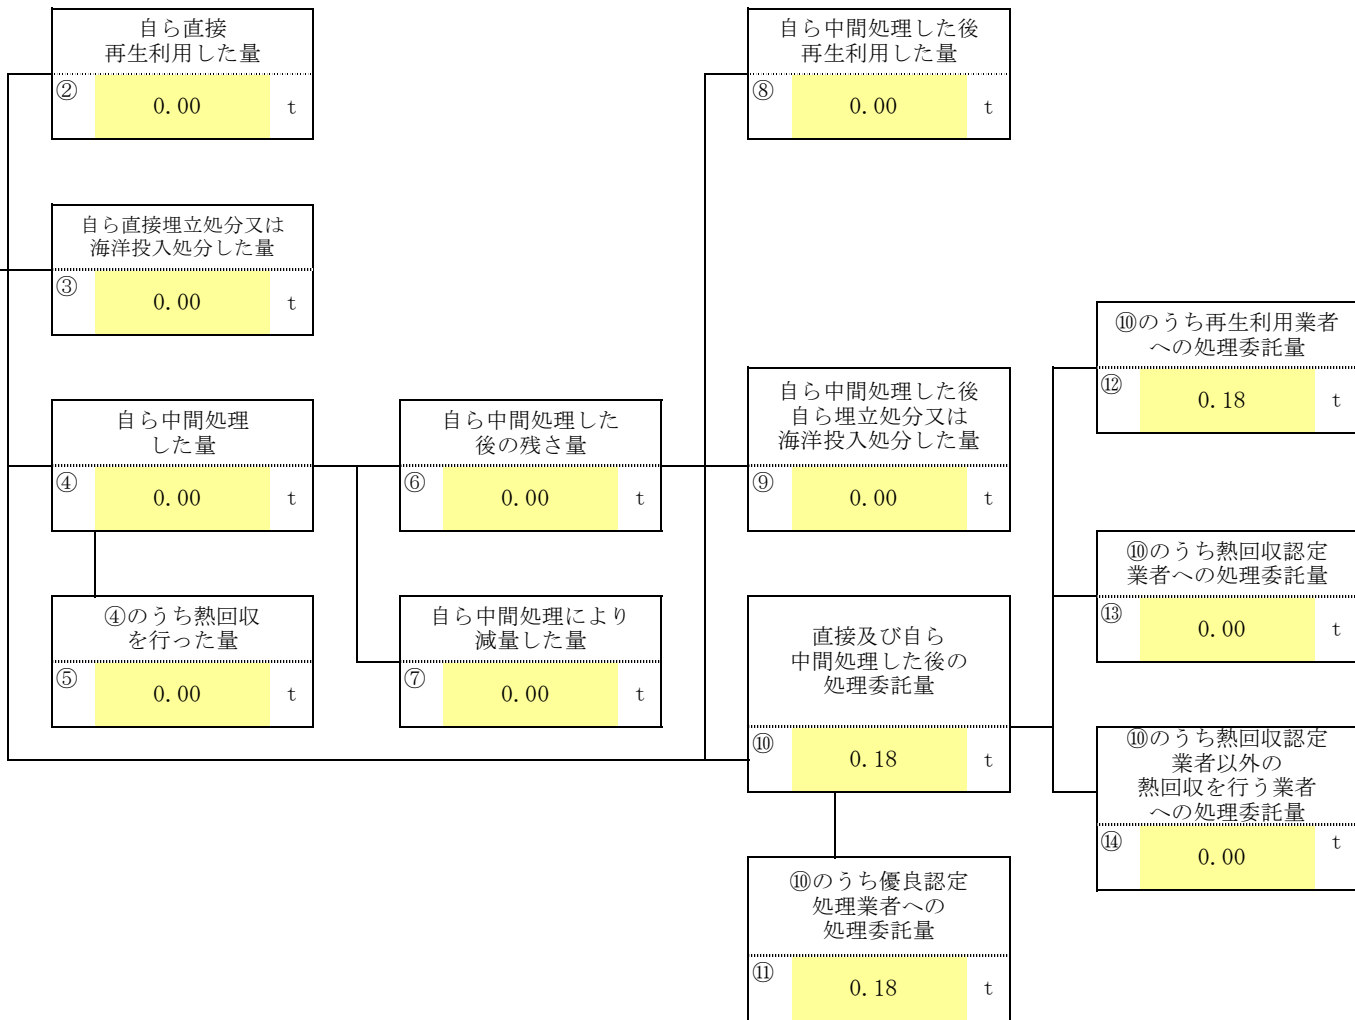 自ら直接
再生利用した量
② 0.00 t
自ら直接埋立処分又は
海洋投入処分した量
③ 0.00 t
自ら中間処理
した量
④ 0.00 t
④のうち熱回収
を行った量
⑤ 0.00 t
自ら中間処理した
後の残さ量
⑥ 0.00 t
自ら中間処理により
減量した量
⑦ 0.00 t
自ら中間処理した後
再生利用した量
⑧ 0.00 t
自ら中間処理した後
自ら埋立処分又は
海洋投入処分した量
⑨ 0.00 t
直接及び自ら
中間処理した後の
処理委託量
⑩ 0.18 t
⑩のうち優良認定
処理業者への
処理委託量
⑪ 0.18 t
⑩のうち再生利用業者
への処理委託量
⑫ 0.18 t
⑩のうち熱回収認定
業者への処理委託量
⑬ 0.00 t
⑩のうち熱回収認定
業者以外の
熱回収を行う業者
への処理委託量
⑭ 0.00 t